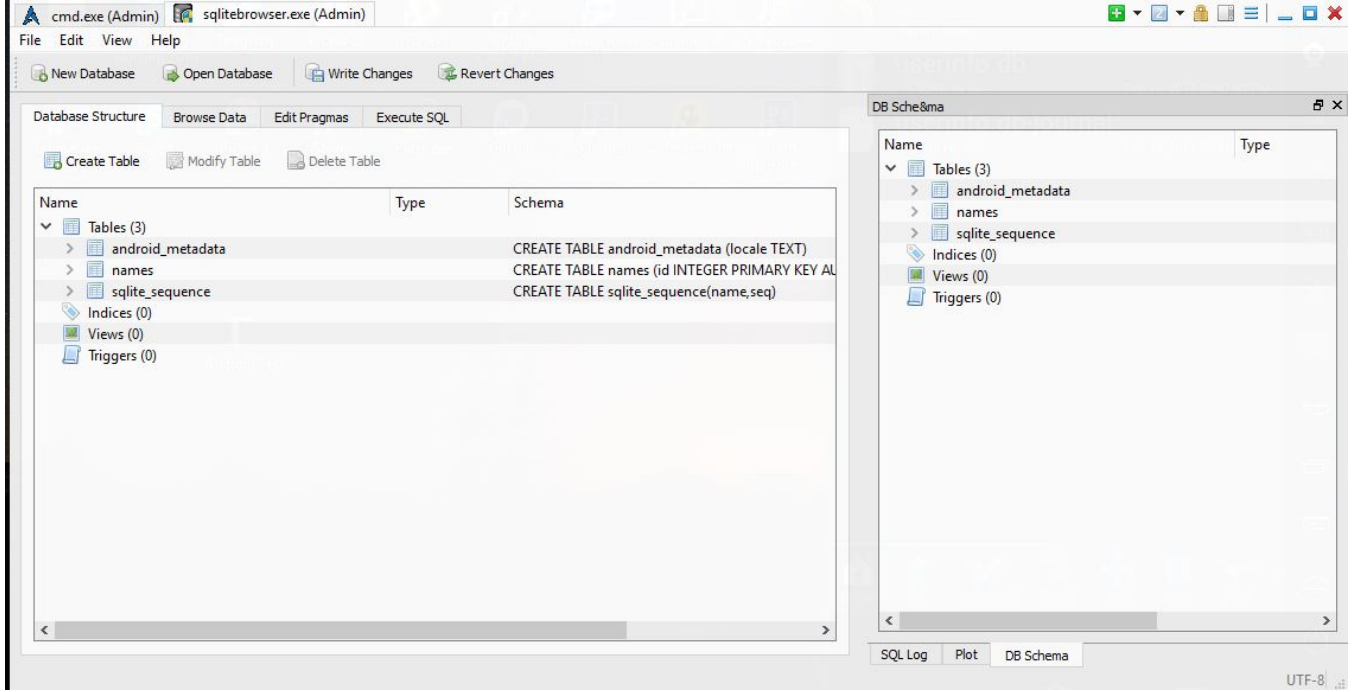 cmd.exe (Admin) sqlitebrowser.exe (Admin)
File Edit View Help
New Database Open Database Write Changes Revert Changes
Database Structure Browse Data Edit Pragmas Execute SQL
Create Table Modify Table Delete Table
Name Type Schema
Tables (3)
android_metadata CREATE TABLE android_metadata (locale TEXT)
names CREATE TABLE names (id INTEGER PRIMARY KEY AU
sqlite_sequence CREATE TABLE sqlite_sequence(name,seq)
Indices (0)
Views (0)
Triggers (0)
DB Sche&ma
Name Type
Tables (3)
android_metadata
names
sqlite_sequence
Indices (0)
Views (0)
Triggers (0)
SQL Log Plot DB Schema
UTF-8